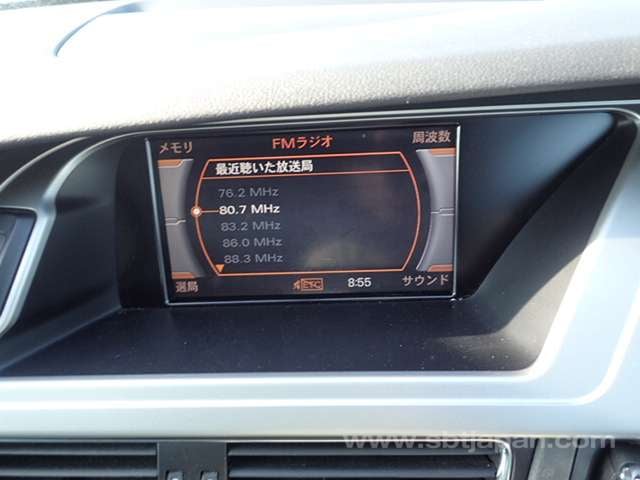 メモリ FMラジオ 周波数
最近聴いた放送局
76.2 MHz
80.7 MHz
83.2 MHz
86.0 MHz
88.3 MHz
選局 ETC 8:55 サウンド
www.sbtjapan.com